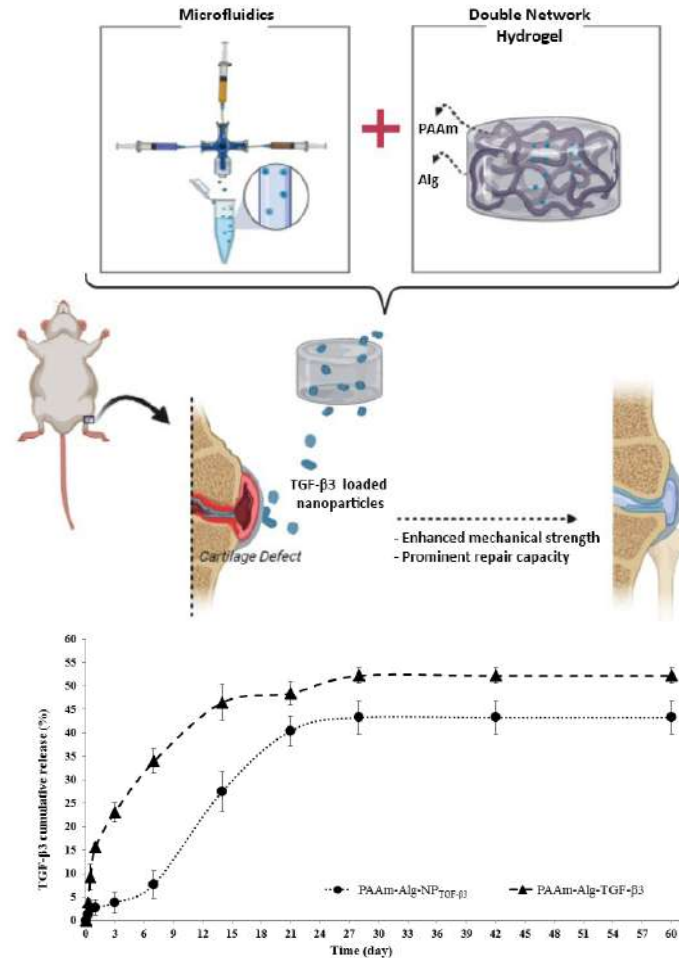 Microfluidics
Double Network
Hydrogel
PAAm
Alg
TGF-β3 loaded
nanoparticles
Cartilage Defect
- Enhanced mechanical strength
- Prominent repair capacity
TGF-β3 cumulative release (%)
60
55
50
45
40
35
30
25
20
15
10
5
0
PAAm-Alg-NP_TGF-β3
PAAm-Alg-TGF-β3
0 3 6 9 12 15 18 21 24 27 30 33 36 39 42 45 48 51 54 57 60
Time (day)